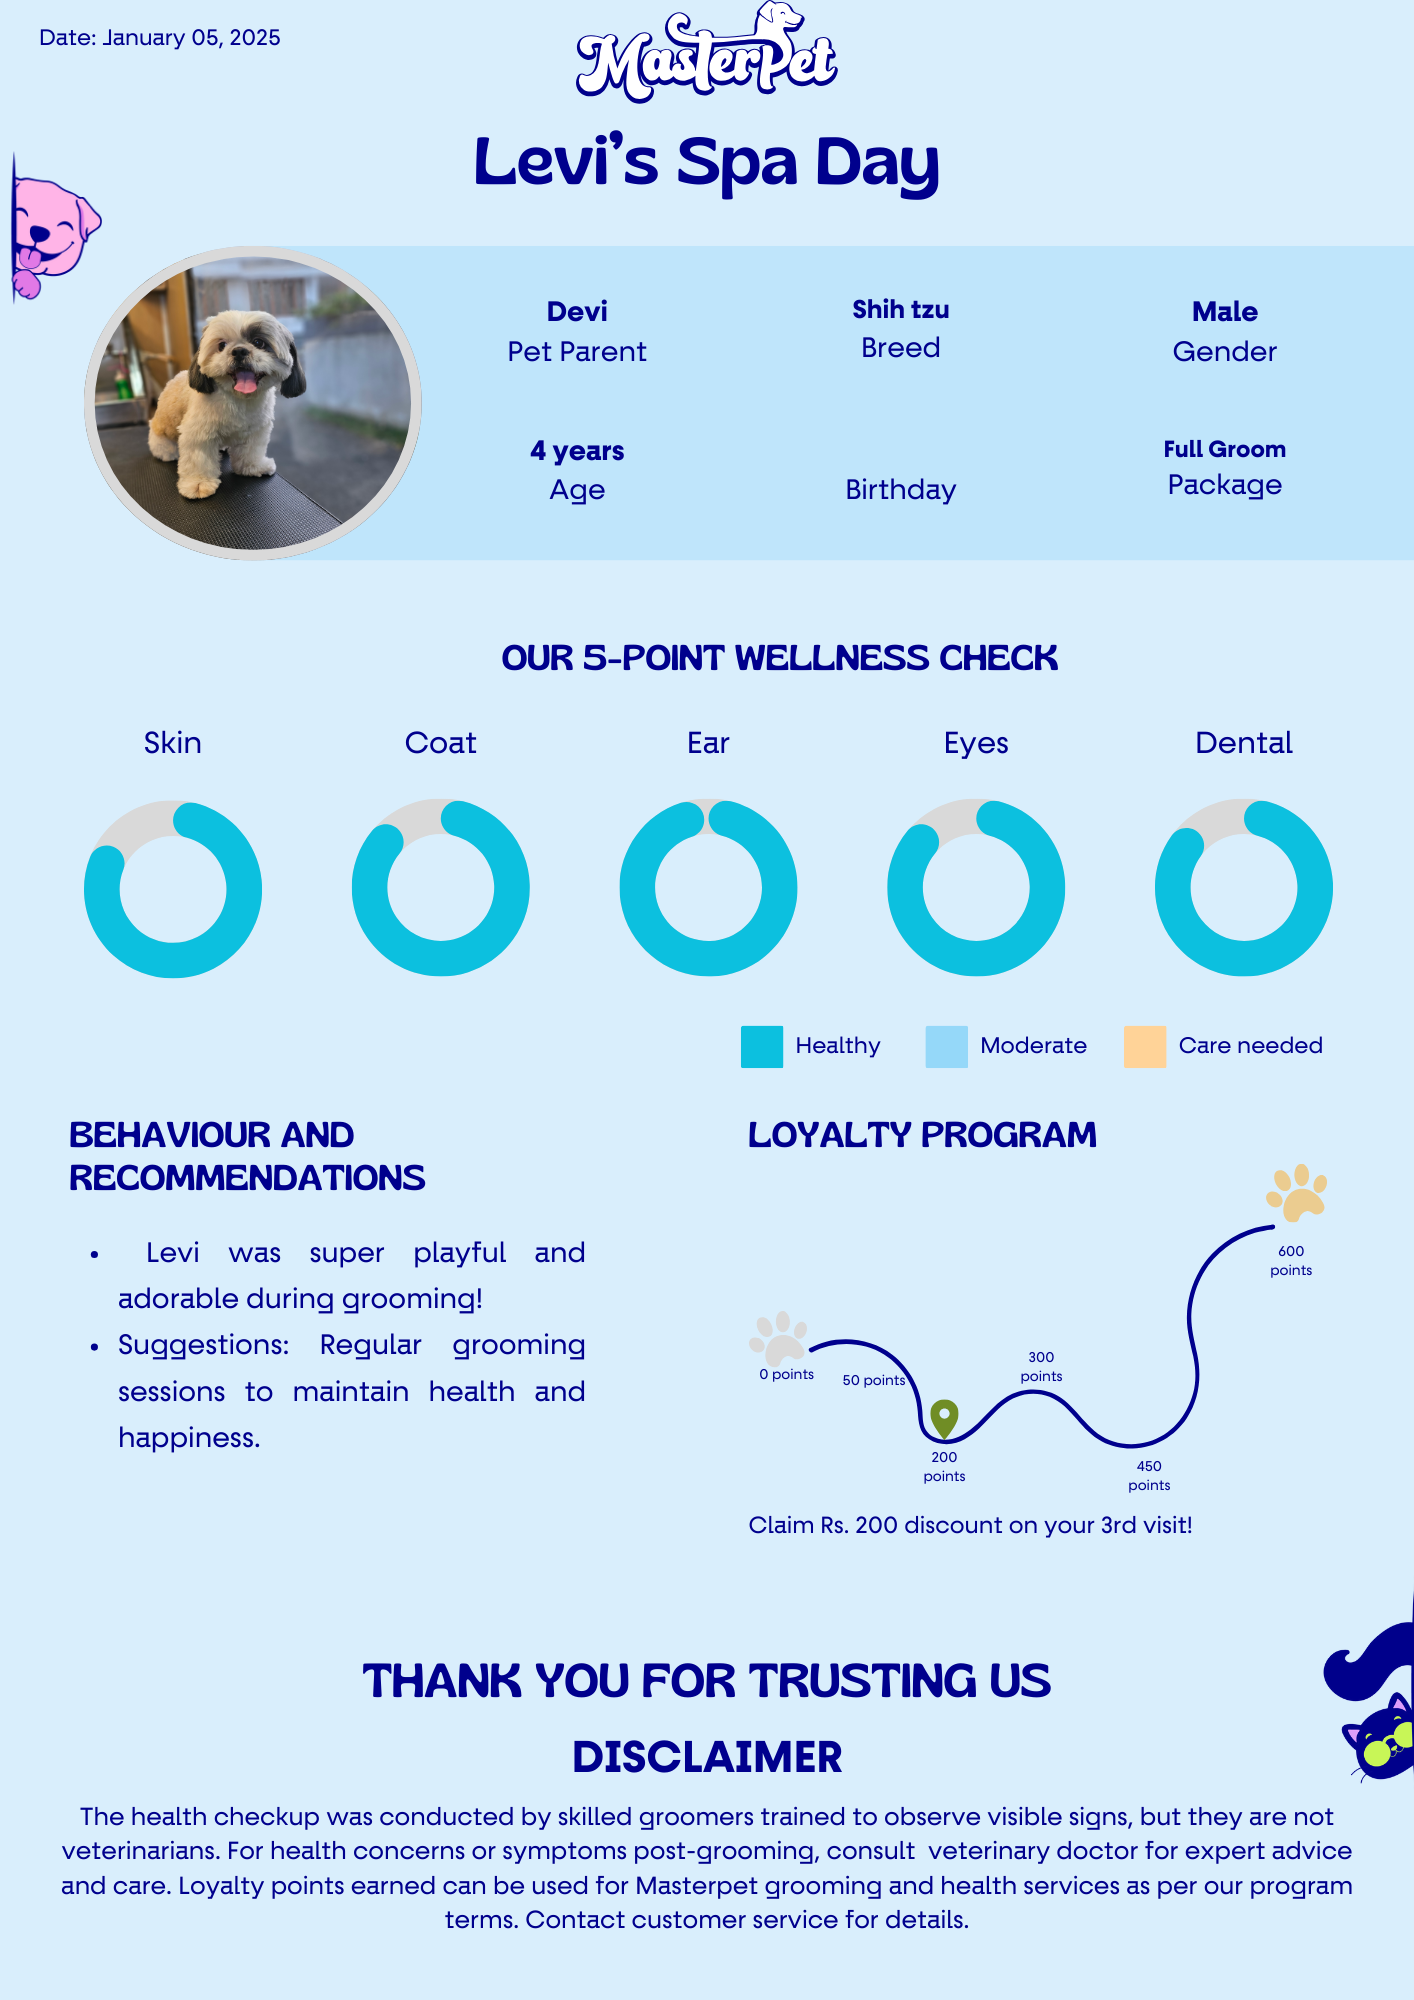 Date: January 05, 2025
MasterPet
Levi's Spa Day
Devi
Pet Parent
Shih tzu
Breed
Male
Gender
4 years
Age
Birthday
Full Groom
Package
OUR 5-POINT WELLNESS CHECK
Skin
Coat
Ear
Eyes
Dental
Healthy
Moderate
Care needed
BEHAVIOUR AND
RECOMMENDATIONS
• Levi was super playful and
adorable during grooming!
• Suggestions: Regular grooming
sessions to maintain health and
happiness.
LOYALTY PROGRAM
0 points
50 points
200
points
300
points
450
points
600
points
Claim Rs. 200 discount on your 3rd visit!
THANK YOU FOR TRUSTING US
DISCLAIMER
The health checkup was conducted by skilled groomers trained to observe visible signs, but they are not
veterinarians. For health concerns or symptoms post-grooming, consult veterinary doctor for expert advice
and care. Loyalty points earned can be used for Masterpet grooming and health services as per our program
terms. Contact customer service for details.